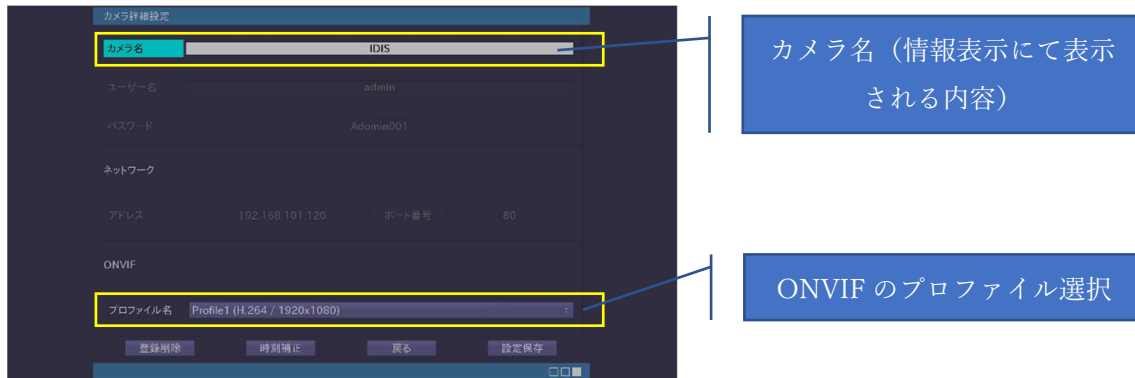 カメラ詳細設定
カメラ名 IDIS
ユーザー名 admin
パスワード Adomin001
ネットワーク
アドレス 192.168.101.120 ポート番号 80
ONVIF
プロファイル名 Profile1 (H.264 / 1920x1080)
登録削除 時刻補正 戻る 設定保存
カメラ名（情報表示にて表示
される内容）
ONVIF のプロファイル選択